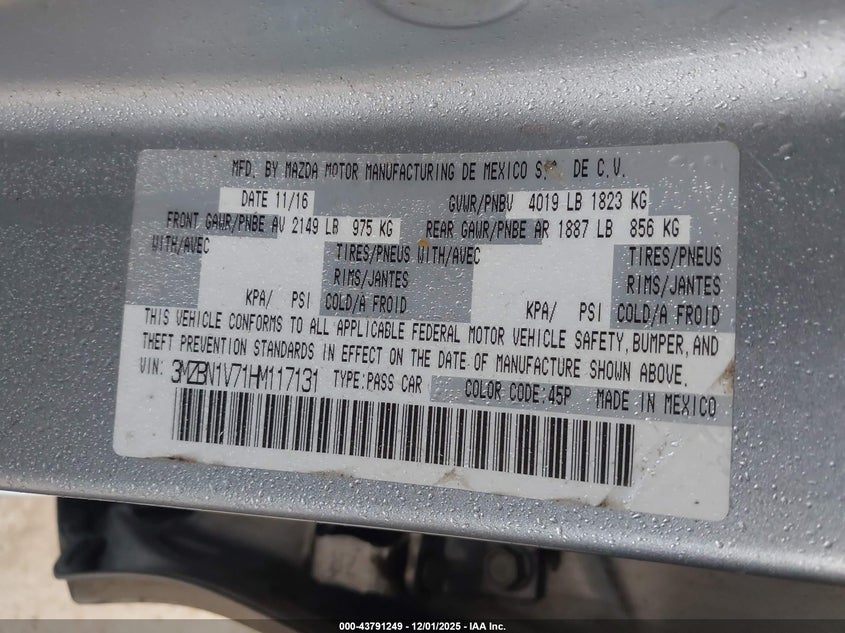 MFD. BY MAZDA MOTOR MANUFACTURING DE MEXICO DE C.V.
DATE 11/16 GVWR/PNBV 4019 LB 1823 KG
FRONT GAWR/PNBE AV 2149 LB 975 KG REAR GAWR/PNBE AR 1887 LB 856 KG
WITH/AVEC TIRES/PNEUS WITH/AVEC TIRES/PNEUS
RIMS/JANTES RIMS/JANTES
KPA/ PSI COLD/A FROID KPA/ PSI COLD/A FROID
THIS VEHICLE CONFORMS TO ALL APPLICABLE FEDERAL MOTOR VEHICLE SAFETY, BUMPER, AND
THEFT PREVENTION STANDARDS IN EFFECT ON THE DATE OF MANUFACTURE SHOWN ABOVE.
VIN: 3MZBN1V71HM117131 TYPE:PASS CAR COLOR CODE:45P MADE IN MEXICO
000-43791249 - 12/01/2025 - IAA Inc.